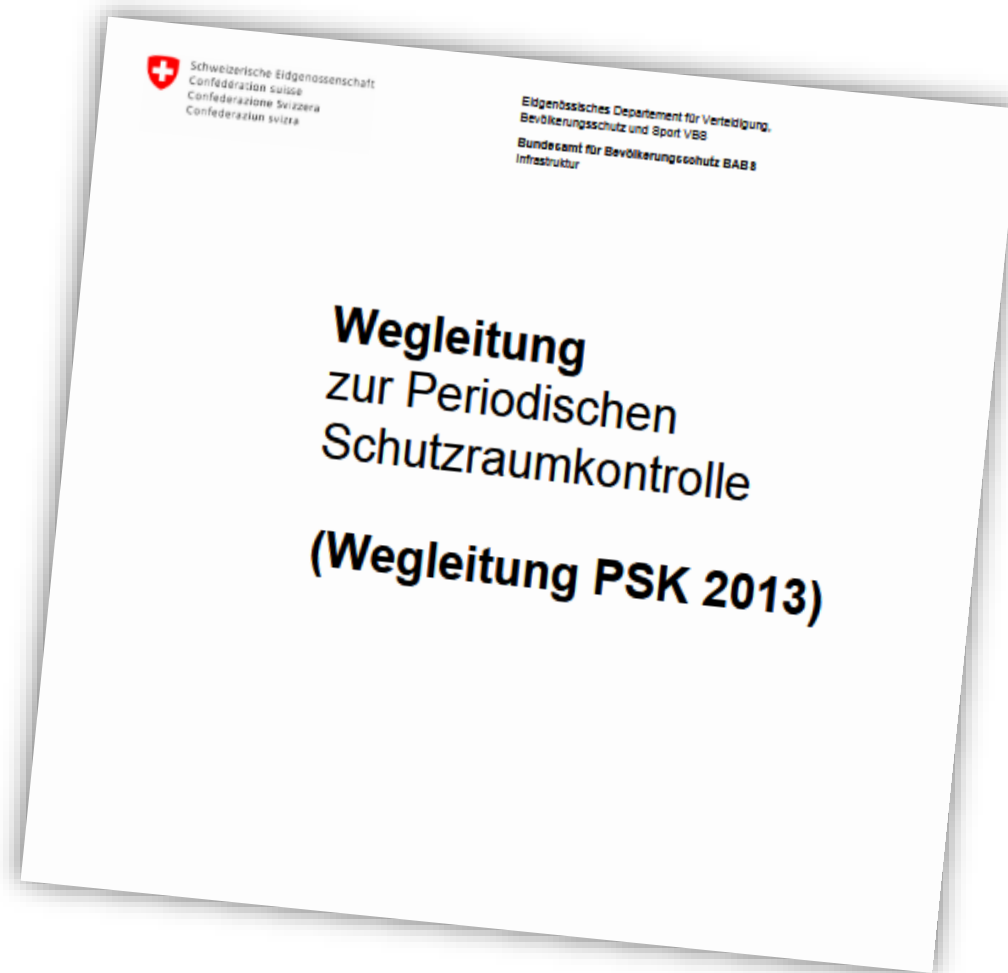 Schweizerische Eidgenossenschaft
Confédération suisse
Confederazione Svizzera
Confederaziun svizra
Eidgenössisches Departement für Verteidigung,
Bevölkerungsschutz und Sport VBS
Bundesamt für Bevölkerungsschutz BABS
Infrastruktur
Wegleitung
zur Periodischen
Schutzraumkontrolle
(Wegleitung PSK 2013)